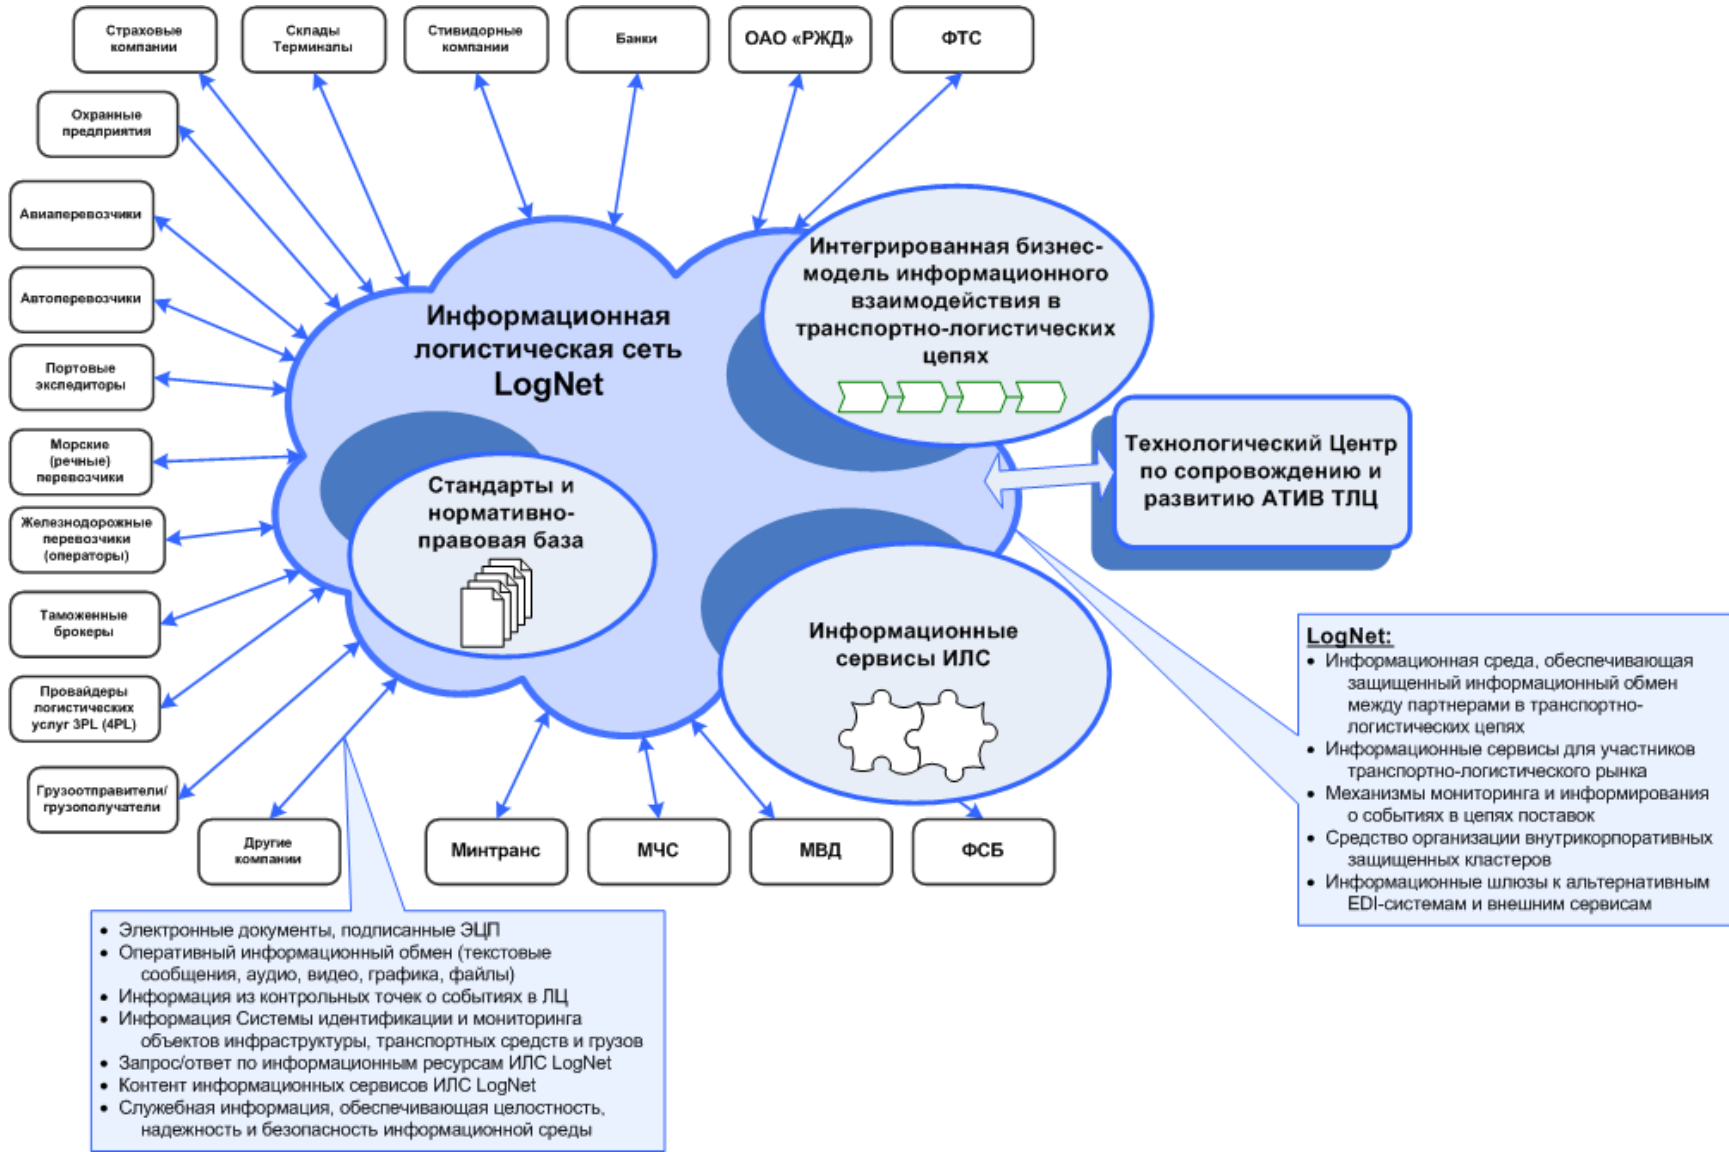 Страховые
компании
Склады
Терминалы
Стивидорные
компании
Банки
ОАО «РЖД»
ФТС
Охранные
предприятия
Авиаперевозчики
Автоперевозчики
Портовые
экспедиторы
Морские
(речные)
перевозчики
Железнодорожные
перевозчики
(операторы)
Таможенные
брокеры
Провайдеры
логистических
услуг 3PL (4PL)
Грузоотправители/
грузополучатели
Другие
компании
Минтранс
МЧС
МВД
ФСБ
Информационная
логистическая сеть
LogNet
Интегрированная бизнес-
модель информационного
взаимодействия в
транспортно-логистических
цепях
Стандарты и
нормативно-
правовая база
Информационные
сервисы ИЛС
Технологический Центр
по сопровождению и
развитию АТИВ ТЛЦ
LogNet:
• Информационная среда, обеспечивающая
защищенный информационный обмен
между партнерами в транспортно-
логистических цепях
• Информационные сервисы для участников
транспортно-логистического рынка
• Механизмы мониторинга и информирования
о событиях в цепях поставок
• Средство организации внутрикорпоративных
защищенных кластеров
• Информационные шлюзы к альтернативным
EDI-системам и внешним сервисам
• Электронные документы, подписанные ЭЦП
• Оперативный информационный обмен (текстовые
сообщения, аудио, видео, графика, файлы)
• Информация из контрольных точек о событиях в ЛЦ
• Информация Системы идентификации и мониторинга
объектов инфраструктуры, транспортных средств и грузов
• Запрос/ответ по информационным ресурсам ИЛС LogNet
• Контент информационных сервисов ИЛС LogNet
• Служебная информация, обеспечивающая целостность,
надежность и безопасность информационной среды